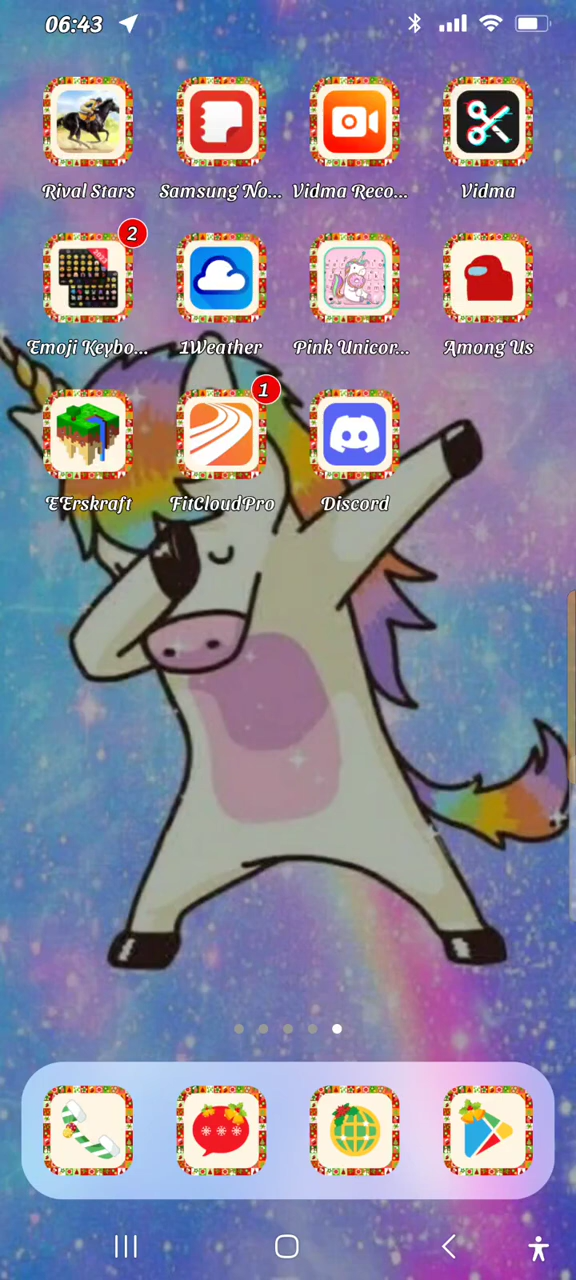 06:43
Rival Stars
Samsung No...
Vidma Reco...
Vidma
2
Emoji Keybo...
1Weather
Pink Unicor...
Among Us
1
EErskraft
FitCloudPro
Discord